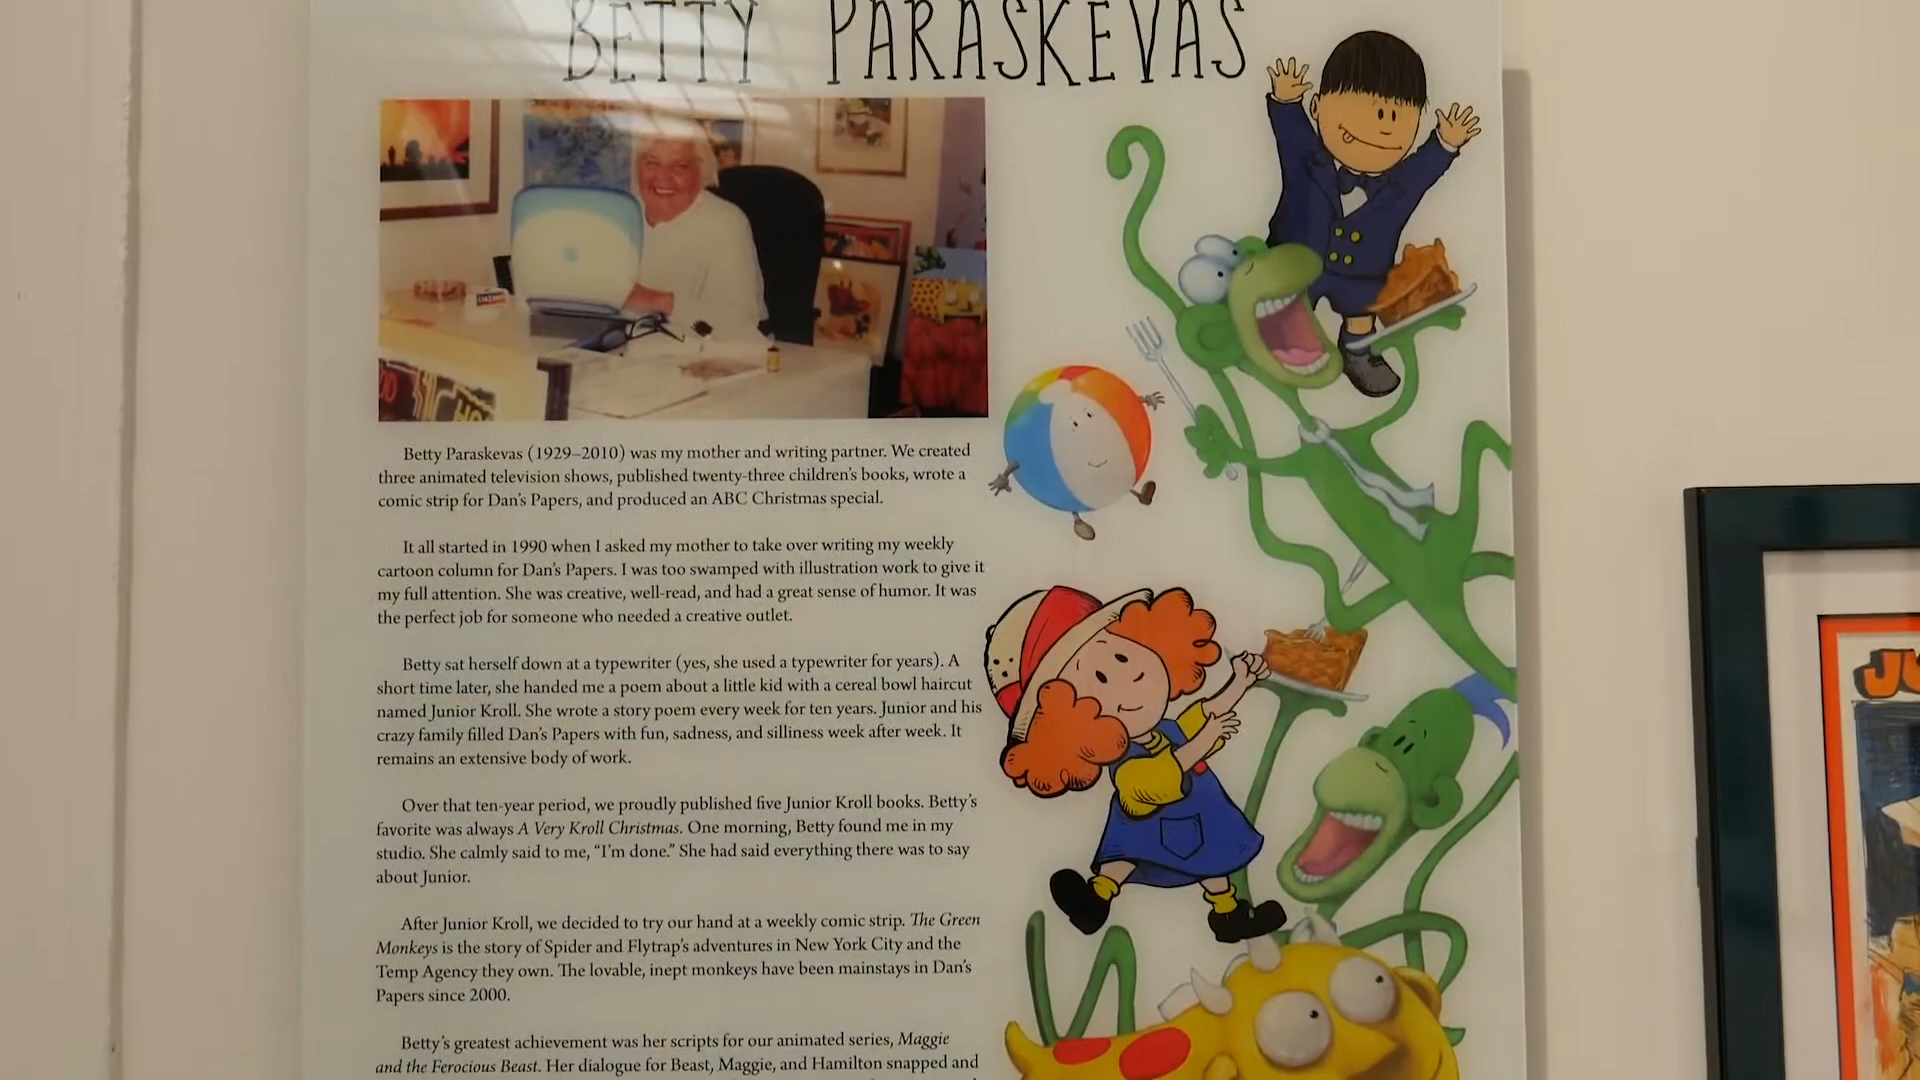 BETTY PARASKEVAS
Betty Paraskevas (1929–2010) was my mother and writing partner. We created
three animated television shows, published twenty-three children's books, wrote a
comic strip for Dan's Papers, and produced an ABC Christmas special.
It all started in 1990 when I asked my mother to take over writing my weekly
cartoon column for Dan's Papers. I was too swamped with illustration work to give it
my full attention. She was creative, well-read, and had a great sense of humor. It was
the perfect job for someone who needed a creative outlet.
Betty sat herself down at a typewriter (yes, she used a typewriter for years). A
short time later, she handed me a poem about a little kid with a cereal bowl haircut
named Junior Kroll. She wrote a story poem every week for ten years. Junior and his
crazy family filled Dan's Papers with fun, sadness, and silliness week after week. It
remains an extensive body of work.
Over that ten-year period, we proudly published five Junior Kroll books. Betty's
favorite was always A Very Kroll Christmas. One morning, Betty found me in my
studio. She calmly said to me, “I'm done.” She had said everything there was to say
about Junior.
After Junior Kroll, we decided to try our hand at a weekly comic strip. The Green
Monkeys is the story of Spider and Flytrap's adventures in New York City and the
Temp Agency they own. The lovable, inept monkeys have been mainstays in Dan's
Papers since 2000.
Betty's greatest achievement was her scripts for our animated series, Maggie
and the Ferocious Beast. Her dialogue for Beast, Maggie, and Hamilton snapped and